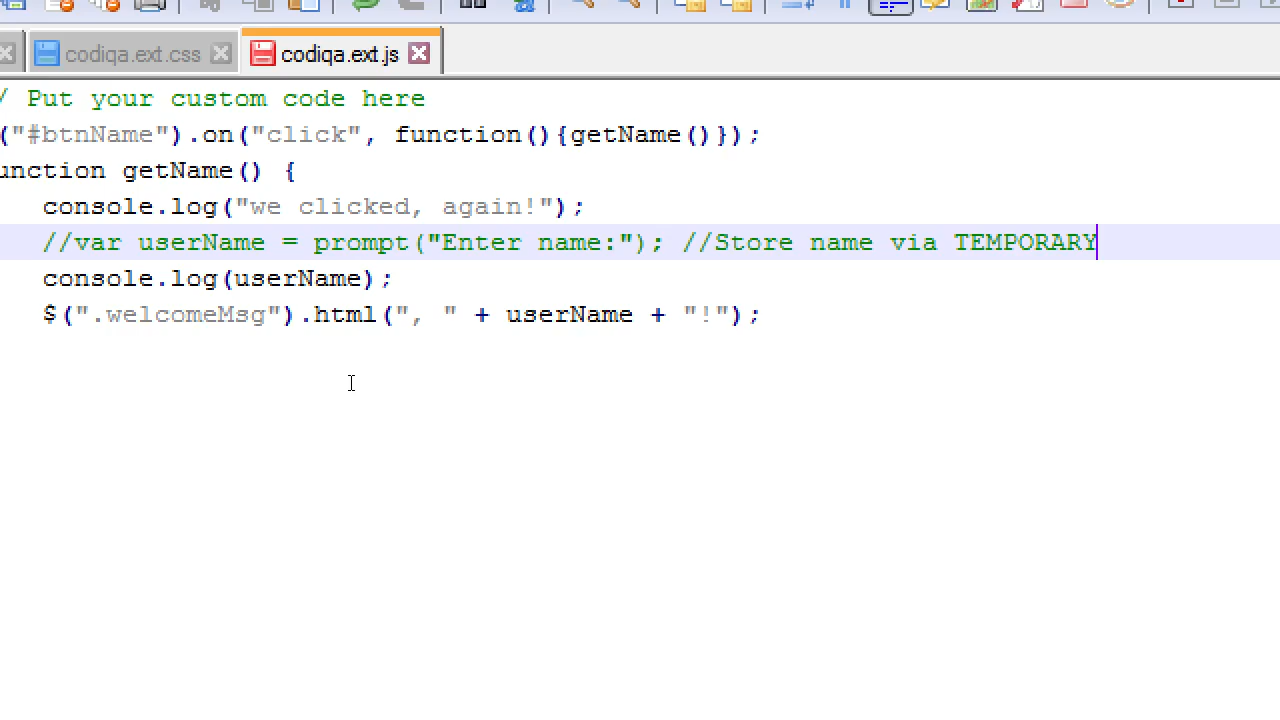 codiqa.ext.css codiqa.ext.js
/ Put your custom code here
("#btnName").on("click", function(){getName()});
unction getName() {
console.log("we clicked, again!");
//var userName = prompt("Enter name:"); //Store name via TEMPORARY
console.log(userName);
$(".welcomeMsg").html(", " + userName + "!");